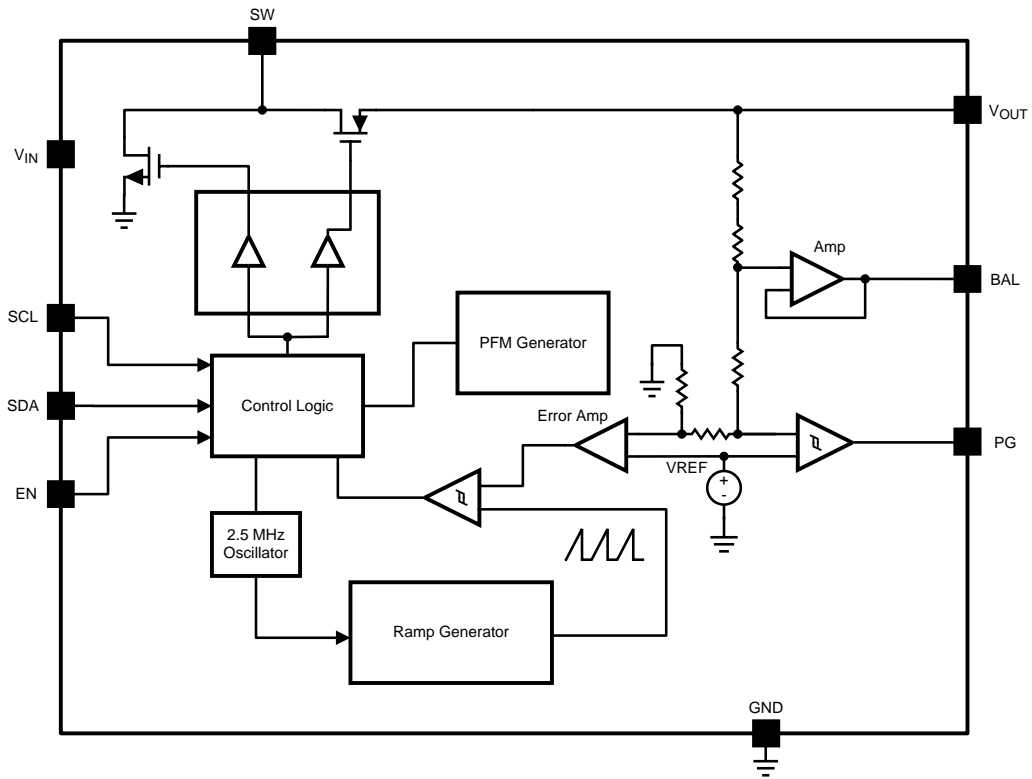 SW
VOUT
VIN
Amp
BAL
SCL
PFM Generator
SDA
Control Logic
Error Amp
PG
VREF
+
-
EN
2.5 MHz
Oscillator
Ramp Generator
GND